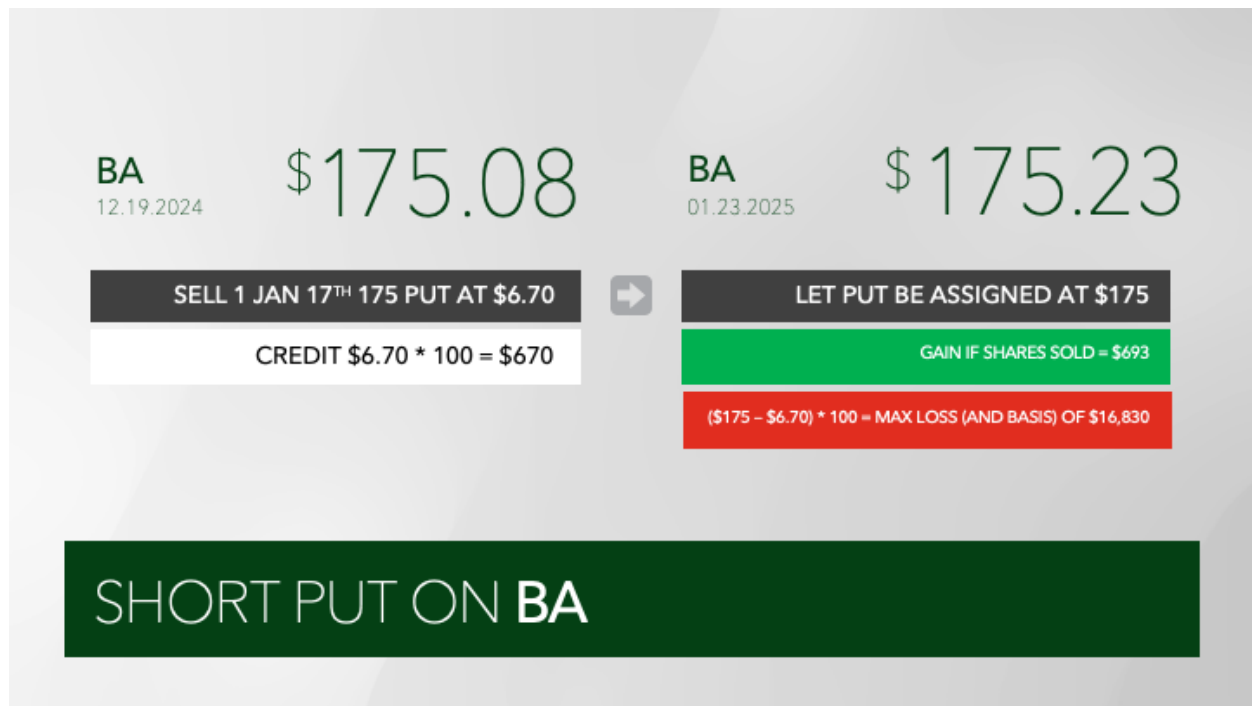 BA
12.19.2024
$175.08
SELL 1 JAN 17TH 175 PUT AT $6.70
CREDIT $6.70 * 100 = $670
BA
01.23.2025
$175.23
LET PUT BE ASSIGNED AT $175
GAIN IF SHARES SOLD = $693
($175 – $6.70) * 100 = MAX LOSS (AND BASIS) OF $16,830
SHORT PUT ON BA